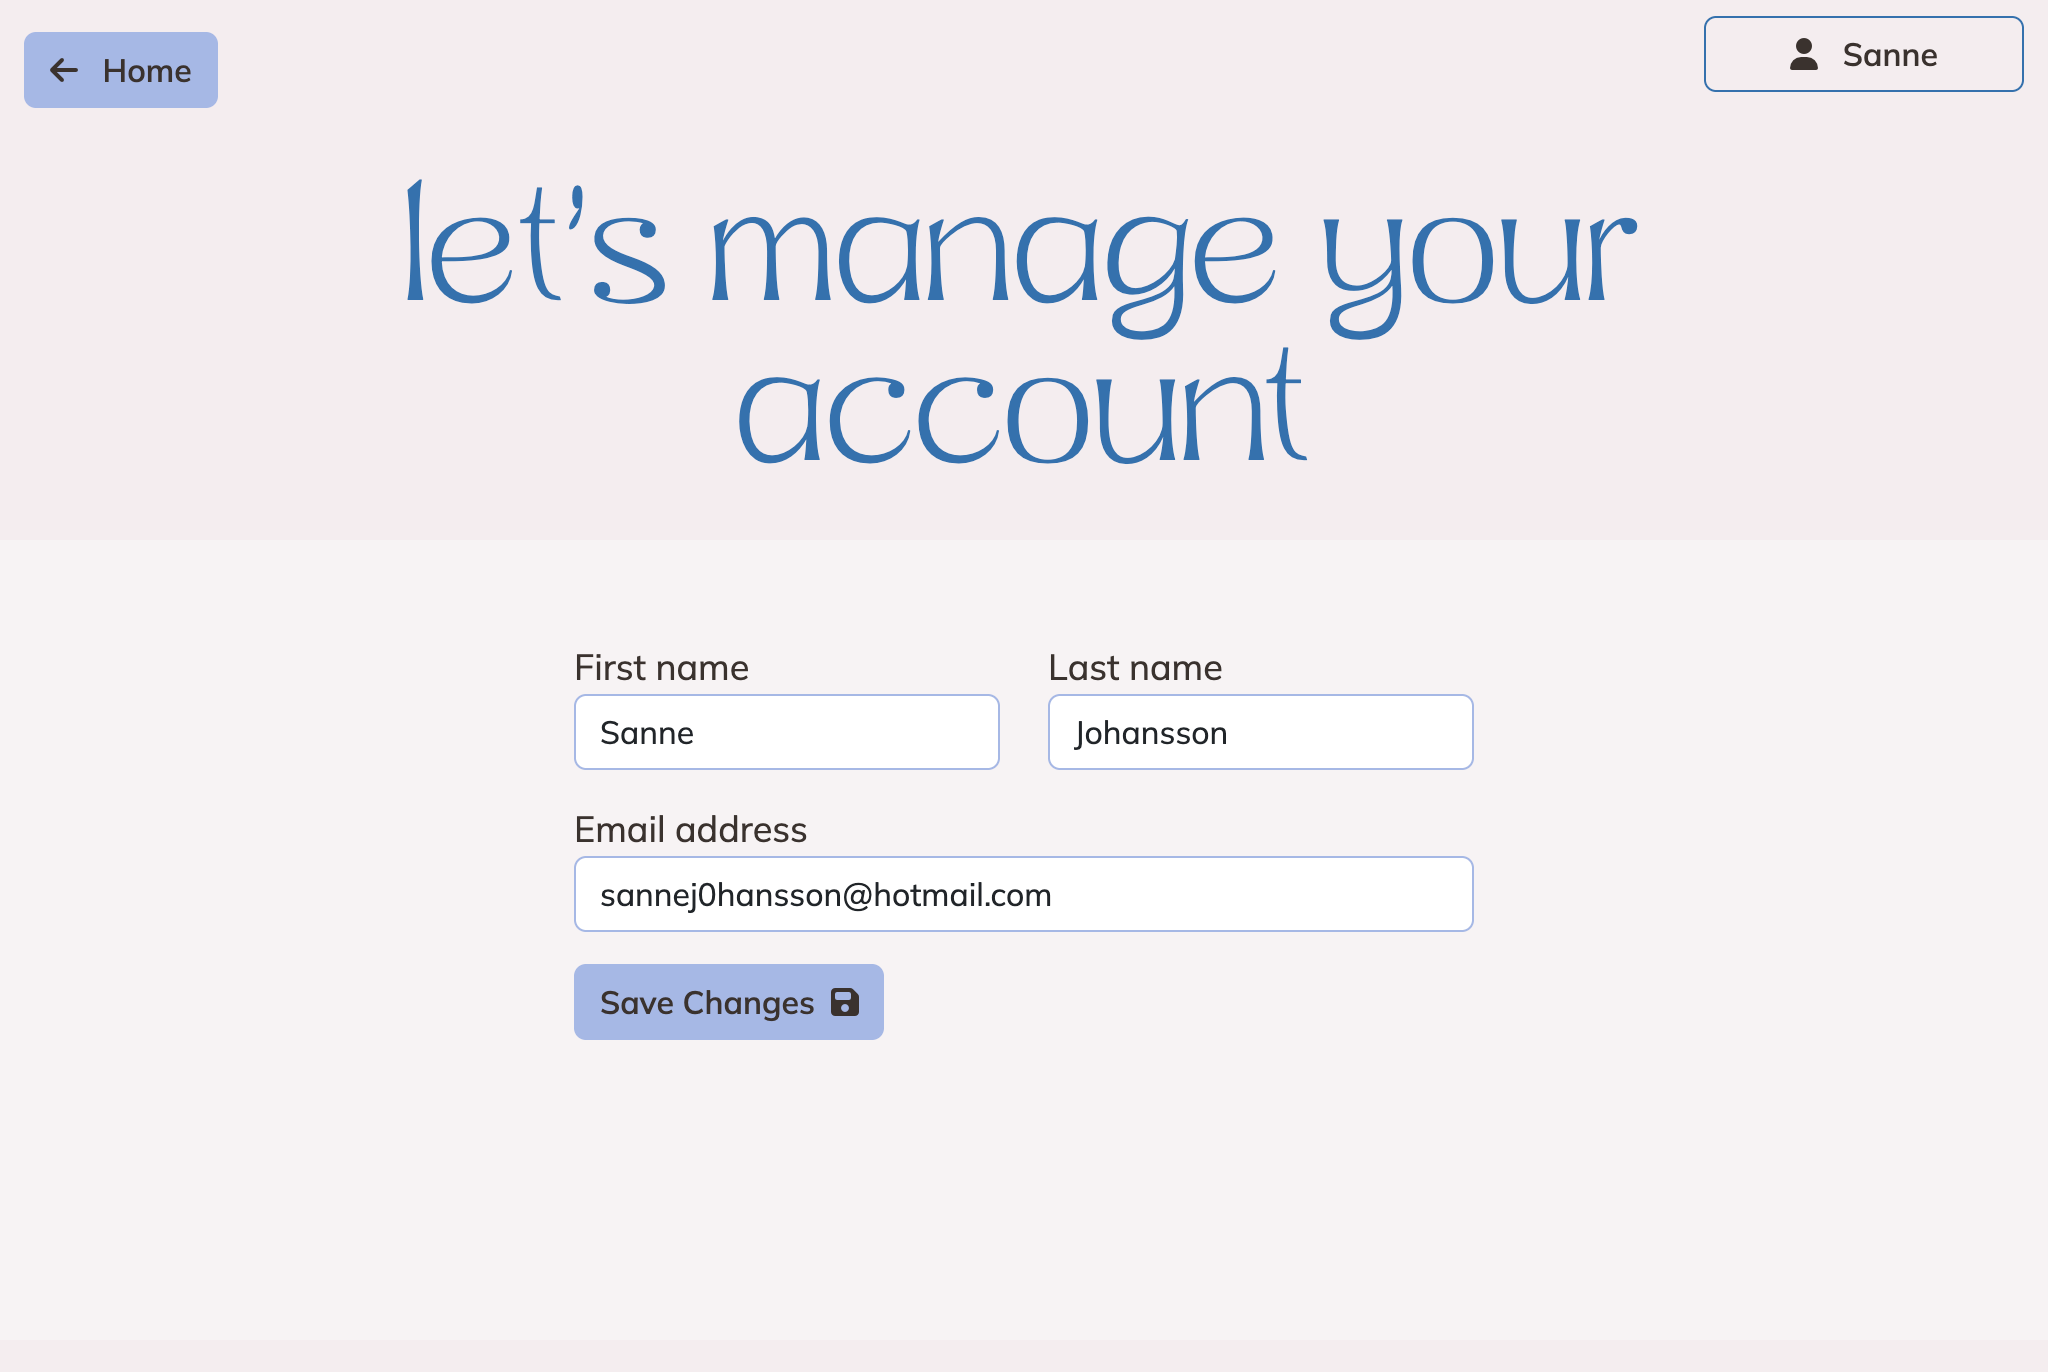 Home
Sanne
let's manage your
account
First name
Last name
Sanne
Johansson
Email address
sannej0hansson@hotmail.com
Save Changes